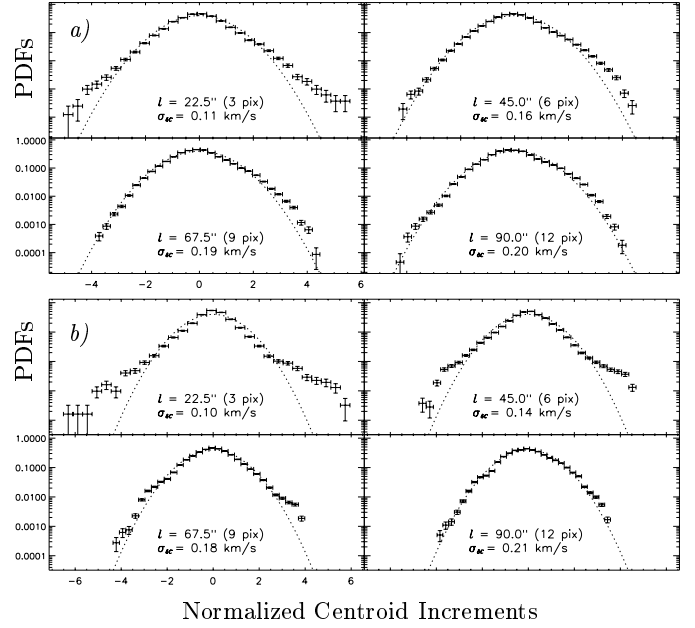 a)
PDFs
l = 22.5" (3 pix)
σsc = 0.11 km/s
l = 45.0" (6 pix)
σsc = 0.16 km/s
1.0000
0.1000
0.0100
0.0010
0.0001
l = 67.5" (9 pix)
σsc = 0.19 km/s
l = 90.0" (12 pix)
σsc = 0.20 km/s
-4 -2 0 2 4 6
b)
PDFs
l = 22.5" (3 pix)
σsc = 0.10 km/s
l = 45.0" (6 pix)
σsc = 0.14 km/s
1.0000
0.1000
0.0100
0.0010
0.0001
l = 67.5" (9 pix)
σsc = 0.18 km/s
l = 90.0" (12 pix)
σsc = 0.21 km/s
-6 -4 -2 0 2 4 6
Normalized Centroid Increments